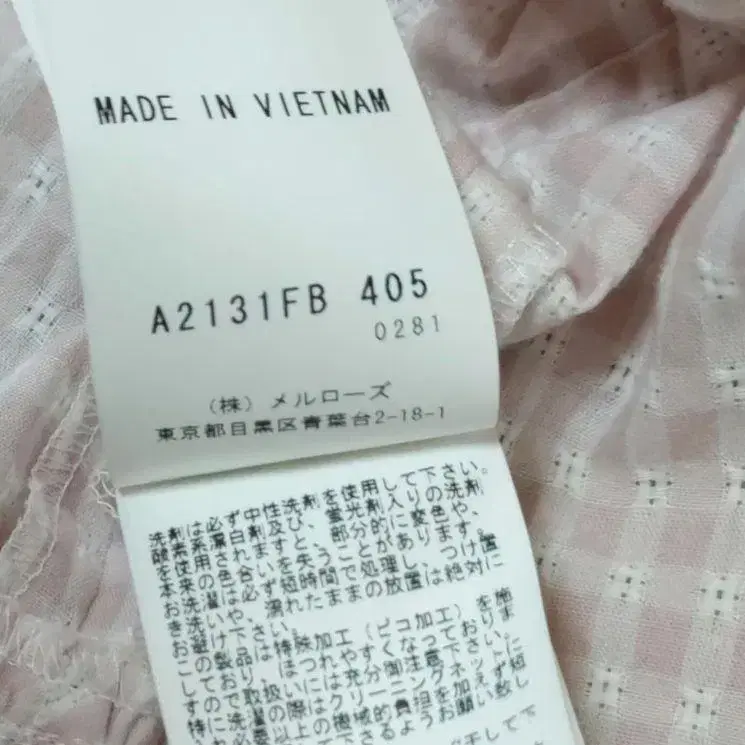 MADE IN VIETNAM
A2131FB 405
0281
（株）メルローズ
東京都目黒区青葉台2-18-1
洗剤は必ず中性洗剤を使用して下さい。
酸素系漂白剤及び、蛍光剤入りの洗剤
を使用されますと、部分的に変色や、
本来の色合いを失うことがあります。
お洗濯は必ず短時間で処理し、つけ置
き洗いや、濡れたままの放置は絶対に
お避け下さい。
この製品は特殊加工（ピコ加工）を施
しており、ほつれやすくなっておりま
すので取扱いには充分御注意下さい。
特に洗濯の際はクリーニングネットに